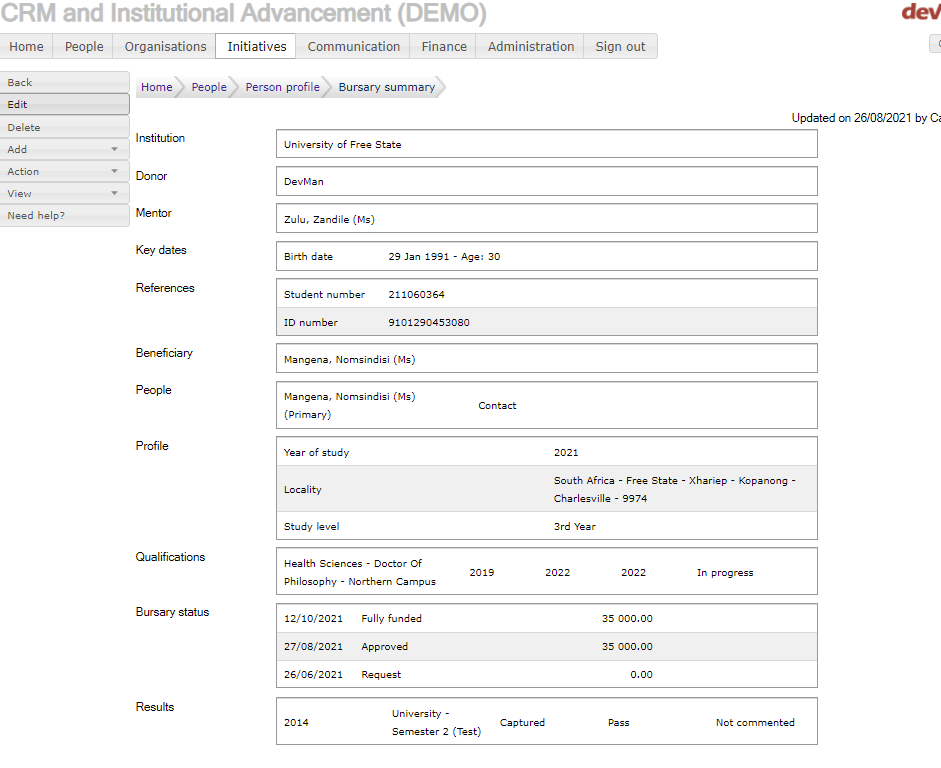 CRM and Institutional Advancement (DEMO)
dev
Home People Organisations Initiatives Communication Finance Administration Sign out
Back
Edit
Delete
Add
Action
View
Need help?
Home People Person profile Bursary summary
Updated on 26/08/2021 by Ca
Institution
University of Free State
Donor
DevMan
Mentor
Zulu, Zandile (Ms)
Key dates
Birth date 29 Jan 1991 - Age: 30
References
Student number 211060364
ID number 9101290453080
Beneficiary
Mangena, Nomsindisi (Ms)
People
Mangena, Nomsindisi (Ms)
(Primary)
Contact
Profile
Year of study 2021
Locality
South Africa - Free State - Xhariep - Kopanong -
Charlesville - 9974
Study level 3rd Year
Qualifications
Health Sciences - Doctor Of
Philosophy - Northern Campus
2019 2022 2022 In progress
Bursary status
12/10/2021 Fully funded 35 000.00
27/08/2021 Approved 35 000.00
26/06/2021 Request 0.00
Results
2014
University -
Semester 2 (Test)
Captured Pass Not commented